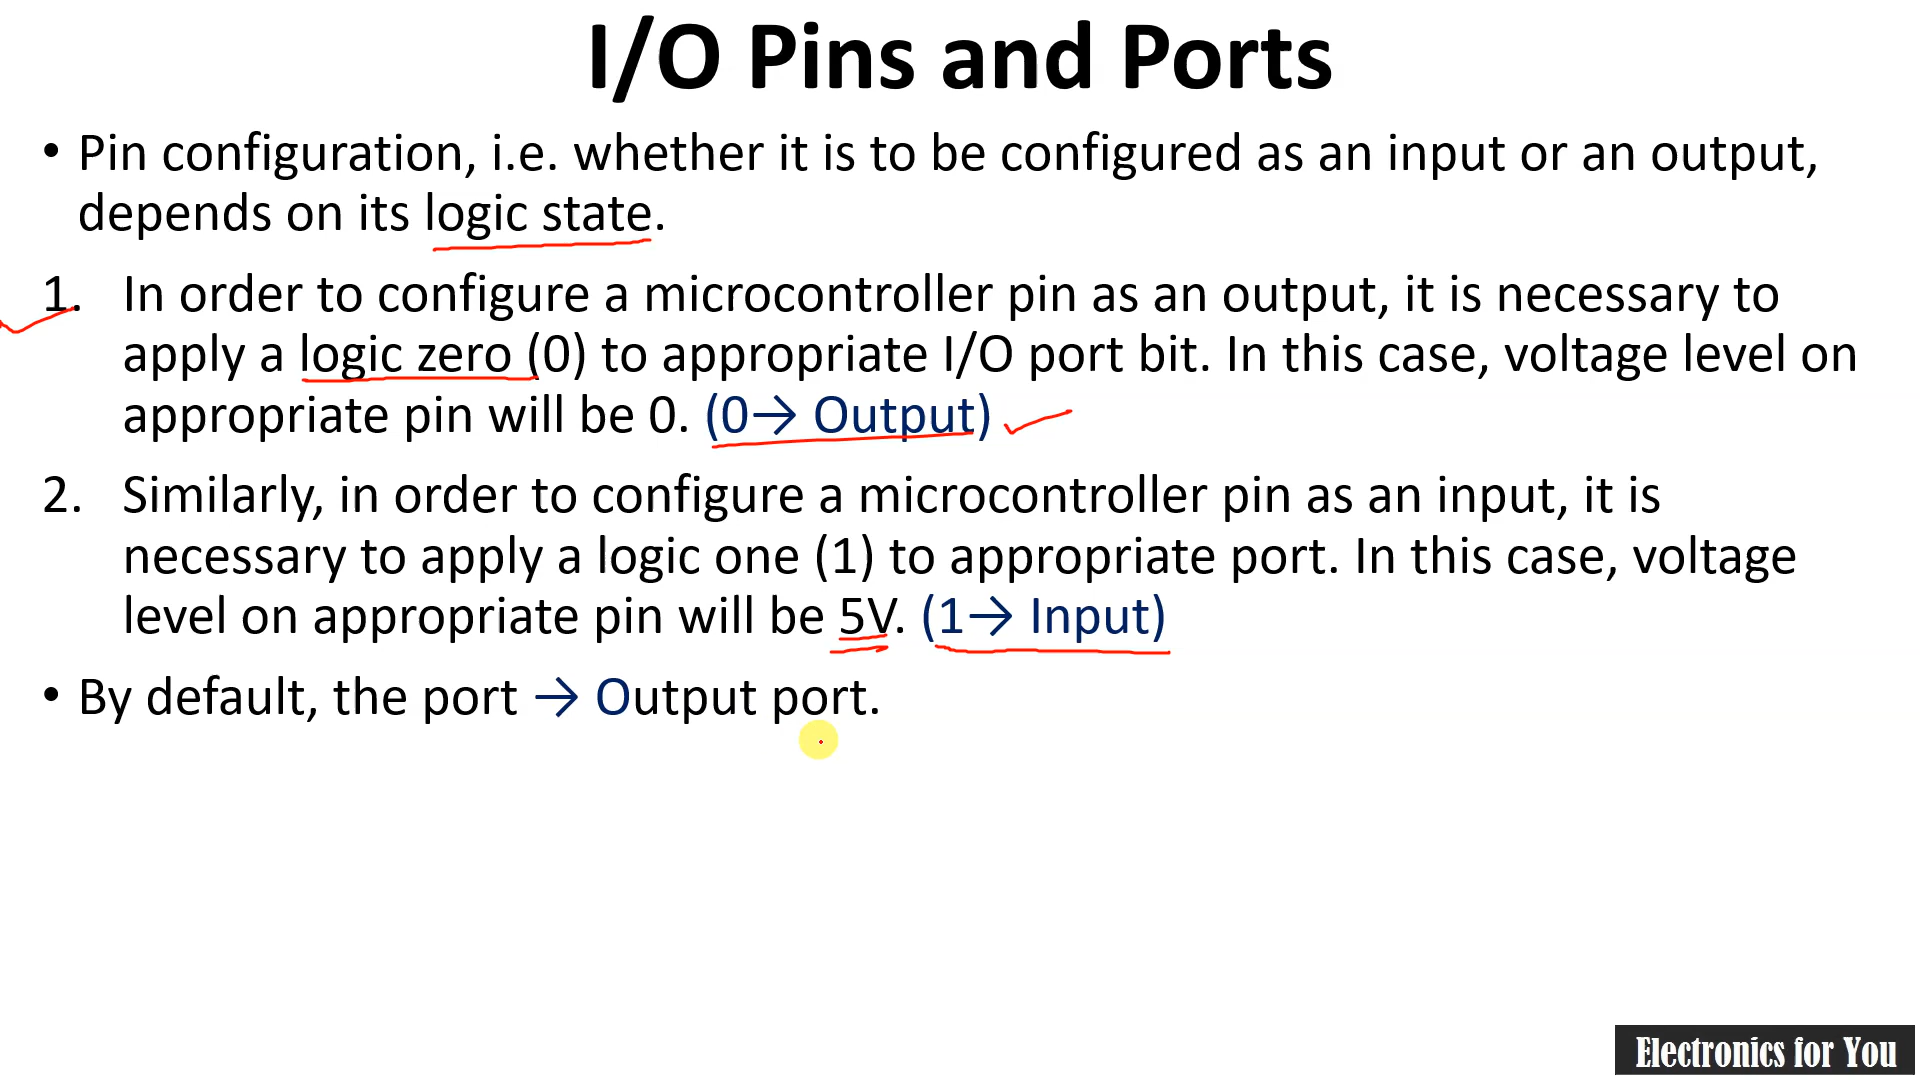 I/O Pins and Ports
• Pin configuration, i.e. whether it is to be configured as an input or an output,
depends on its logic state.
1. In order to configure a microcontroller pin as an output, it is necessary to
apply a logic zero (0) to appropriate I/O port bit. In this case, voltage level on
appropriate pin will be 0. (0→ Output)
2. Similarly, in order to configure a microcontroller pin as an input, it is
necessary to apply a logic one (1) to appropriate port. In this case, voltage
level on appropriate pin will be 5V. (1→ Input)
• By default, the port → Output port.
Electronics for You